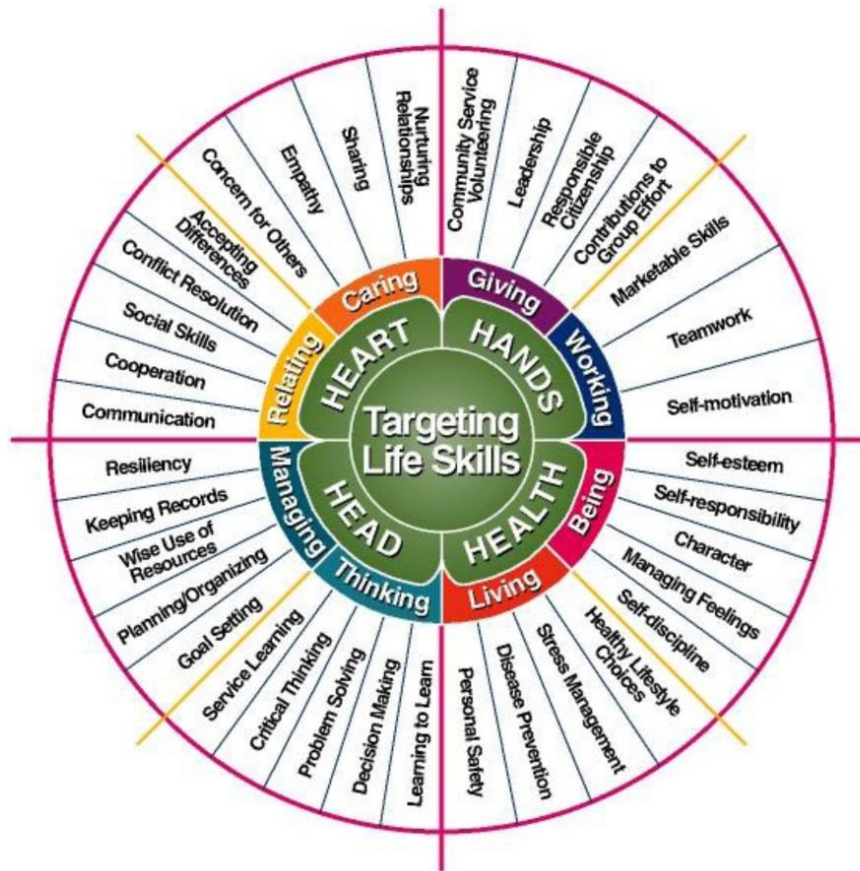 Targeting
Life Skills
HEART
HANDS
HEALTH
HEAD
Caring
Giving
Working
Being
Living
Thinking
Managing
Relating
Community Service
Volunteering
Leadership
Responsible
Citizenship
Contributions to
Group Effort
Marketable Skills
Teamwork
Self-motivation
Self-esteem
Self-responsibility
Character
Managing Feelings
Self-discipline
Healthy Lifestyle
Choices
Stress Management
Disease Prevention
Personal Safety
Learning to Learn
Decision Making
Problem Solving
Critical Thinking
Service Learning
Goal Setting
Planning/Organizing
Wise Use of
Resources
Keeping Records
Resiliency
Communication
Cooperation
Social Skills
Conflict Resolution
Accepting
Differences
Concern for Others
Empathy
Sharing
Nurturing
Relationships